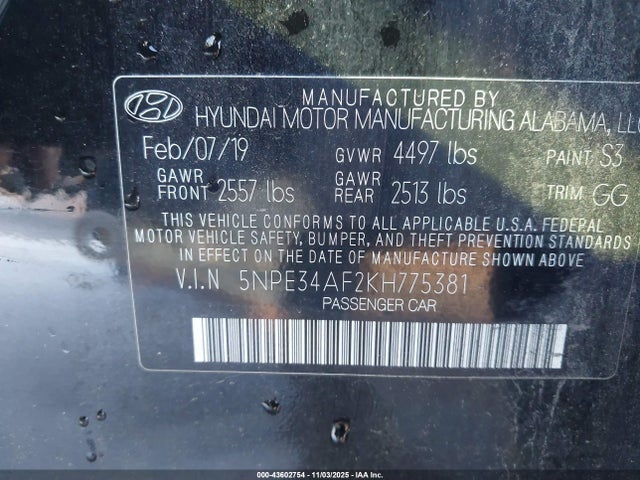 MANUFACTURED BY
HYUNDAI MOTOR MANUFACTURING ALABAMA, LLC
Feb/07/19 GVWR 4497 lbs PAINT S3
GAWR FRONT 2557 lbs GAWR REAR 2513 lbs TRIM GG
THIS VEHICLE CONFORMS TO ALL APPLICABLE U.S.A. FEDERAL
MOTOR VEHICLE SAFETY, BUMPER, AND THEFT PREVENTION STANDARDS
IN EFFECT ON THE DATE OF MANUFACTURE SHOWN ABOVE.
V.I.N 5NPE34AF2KH775381
PASSENGER CAR
000-43602754 - 11/03/2025 - IAA Inc.